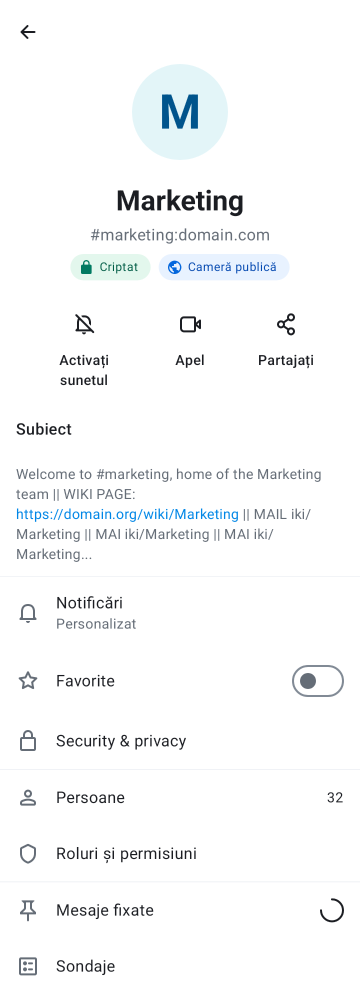 M
Marketing
#marketing:domain.com
Criptat
Cameră publică
Activați
sunetul
Apel
Partajați
Subiect
Welcome to #marketing, home of the Marketing
team || WIKI PAGE:
https://domain.org/wiki/Marketing || MAIL iki/
Marketing || MAI iki/Marketing || MAI iki/
Marketing...
Notificări
Personalizat
Favorite
Security & privacy
Persoane 32
Roluri și permisiuni
Mesaje fixate
Sondaje